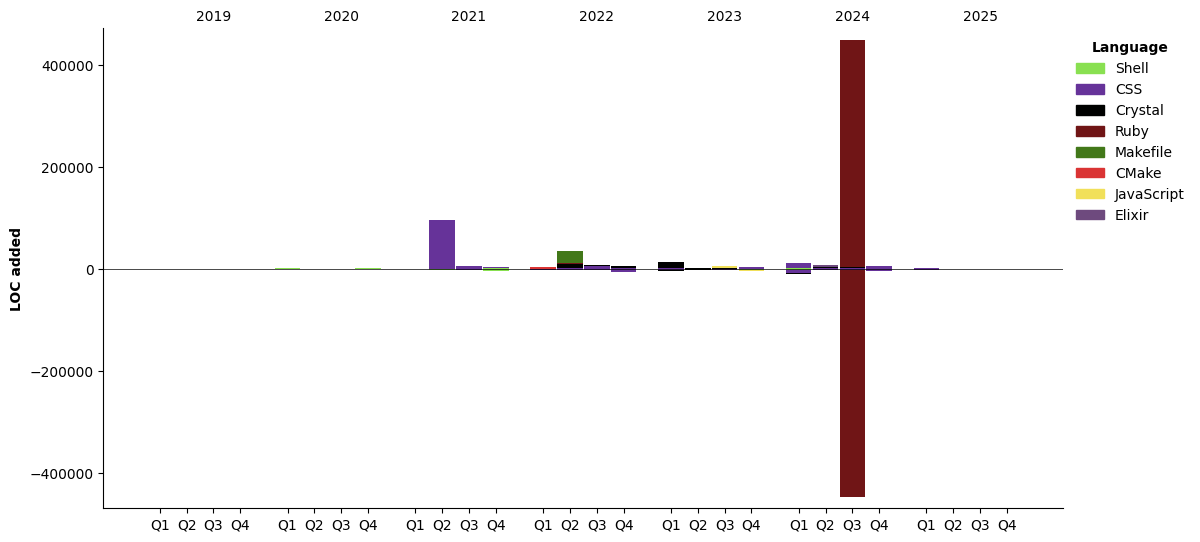 2019 2020 2021 2022 2023 2024 2025
Language
Shell
CSS
Crystal
Ruby
Makefile
CMake
JavaScript
Elixir
LOC added
400000
200000
0
−200000
−400000
Q1 Q2 Q3 Q4 Q1 Q2 Q3 Q4 Q1 Q2 Q3 Q4 Q1 Q2 Q3 Q4 Q1 Q2 Q3 Q4 Q1 Q2 Q3 Q4 Q1 Q2 Q3 Q4